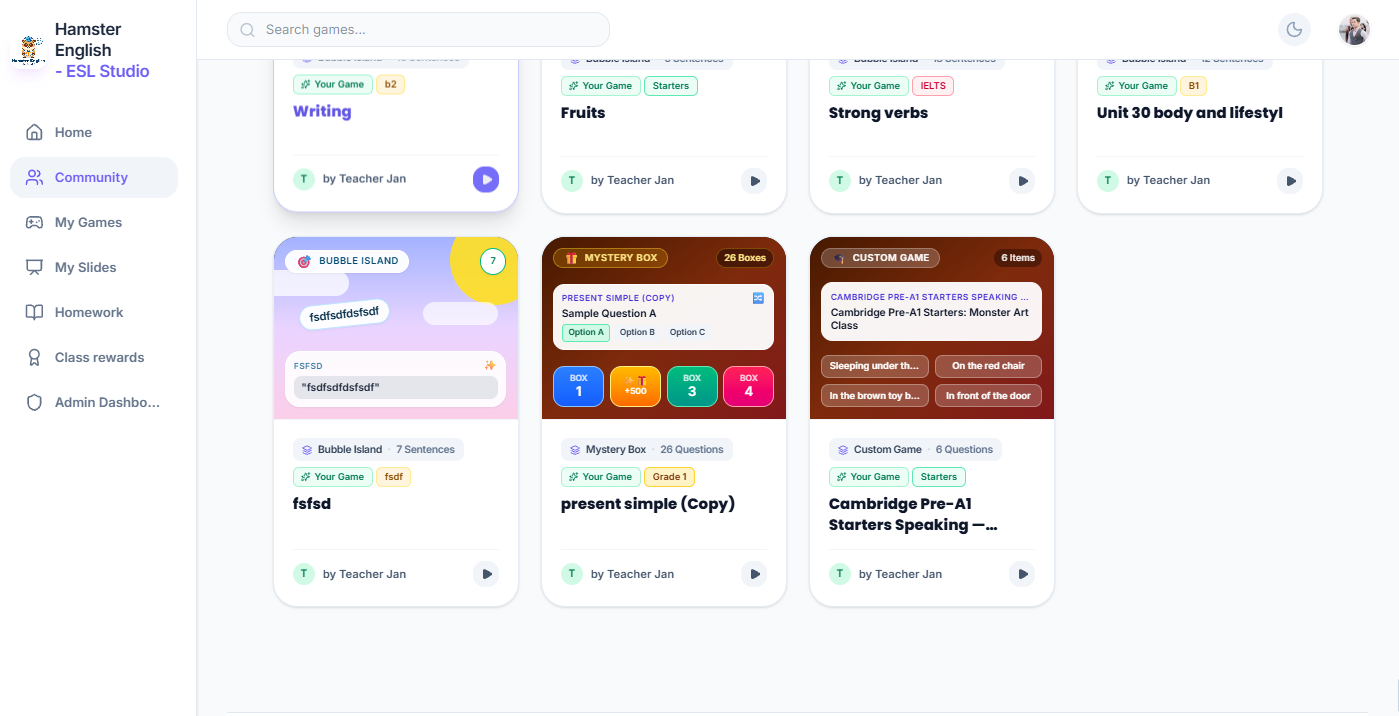 Hamster
English
- ESL Studio
Search games...
Home
Community
My Games
My Slides
Homework
Class rewards
Admin Dashbo...
Your Game b2
Writing
T by Teacher Jan
Your Game Starters
Fruits
T by Teacher Jan
Your Game IELTS
Strong verbs
T by Teacher Jan
Your Game B1
Unit 30 body and lifestyl
T by Teacher Jan
BUBBLE ISLAND 7
fsdfsdfdsfsdf
FSFSD
"fsdfsdfdsfsdf"
Bubble Island · 7 Sentences
Your Game fsdf
fsfsd
T by Teacher Jan
MYSTERY BOX 26 Boxes
PRESENT SIMPLE (COPY)
Sample Question A
Option A Option B Option C
BOX
1
+500
BOX
3
BOX
4
Mystery Box · 26 Questions
Your Game Grade 1
present simple (Copy)
T by Teacher Jan
CUSTOM GAME 6 Items
CAMBRIDGE PRE-A1 STARTERS SPEAKING ...
Cambridge Pre-A1 Starters: Monster Art
Class
Sleeping under th... On the red chair
In the brown toy b... In front of the door
Custom Game · 6 Questions
Your Game Starters
Cambridge Pre-A1
Starters Speaking —...
T by Teacher Jan